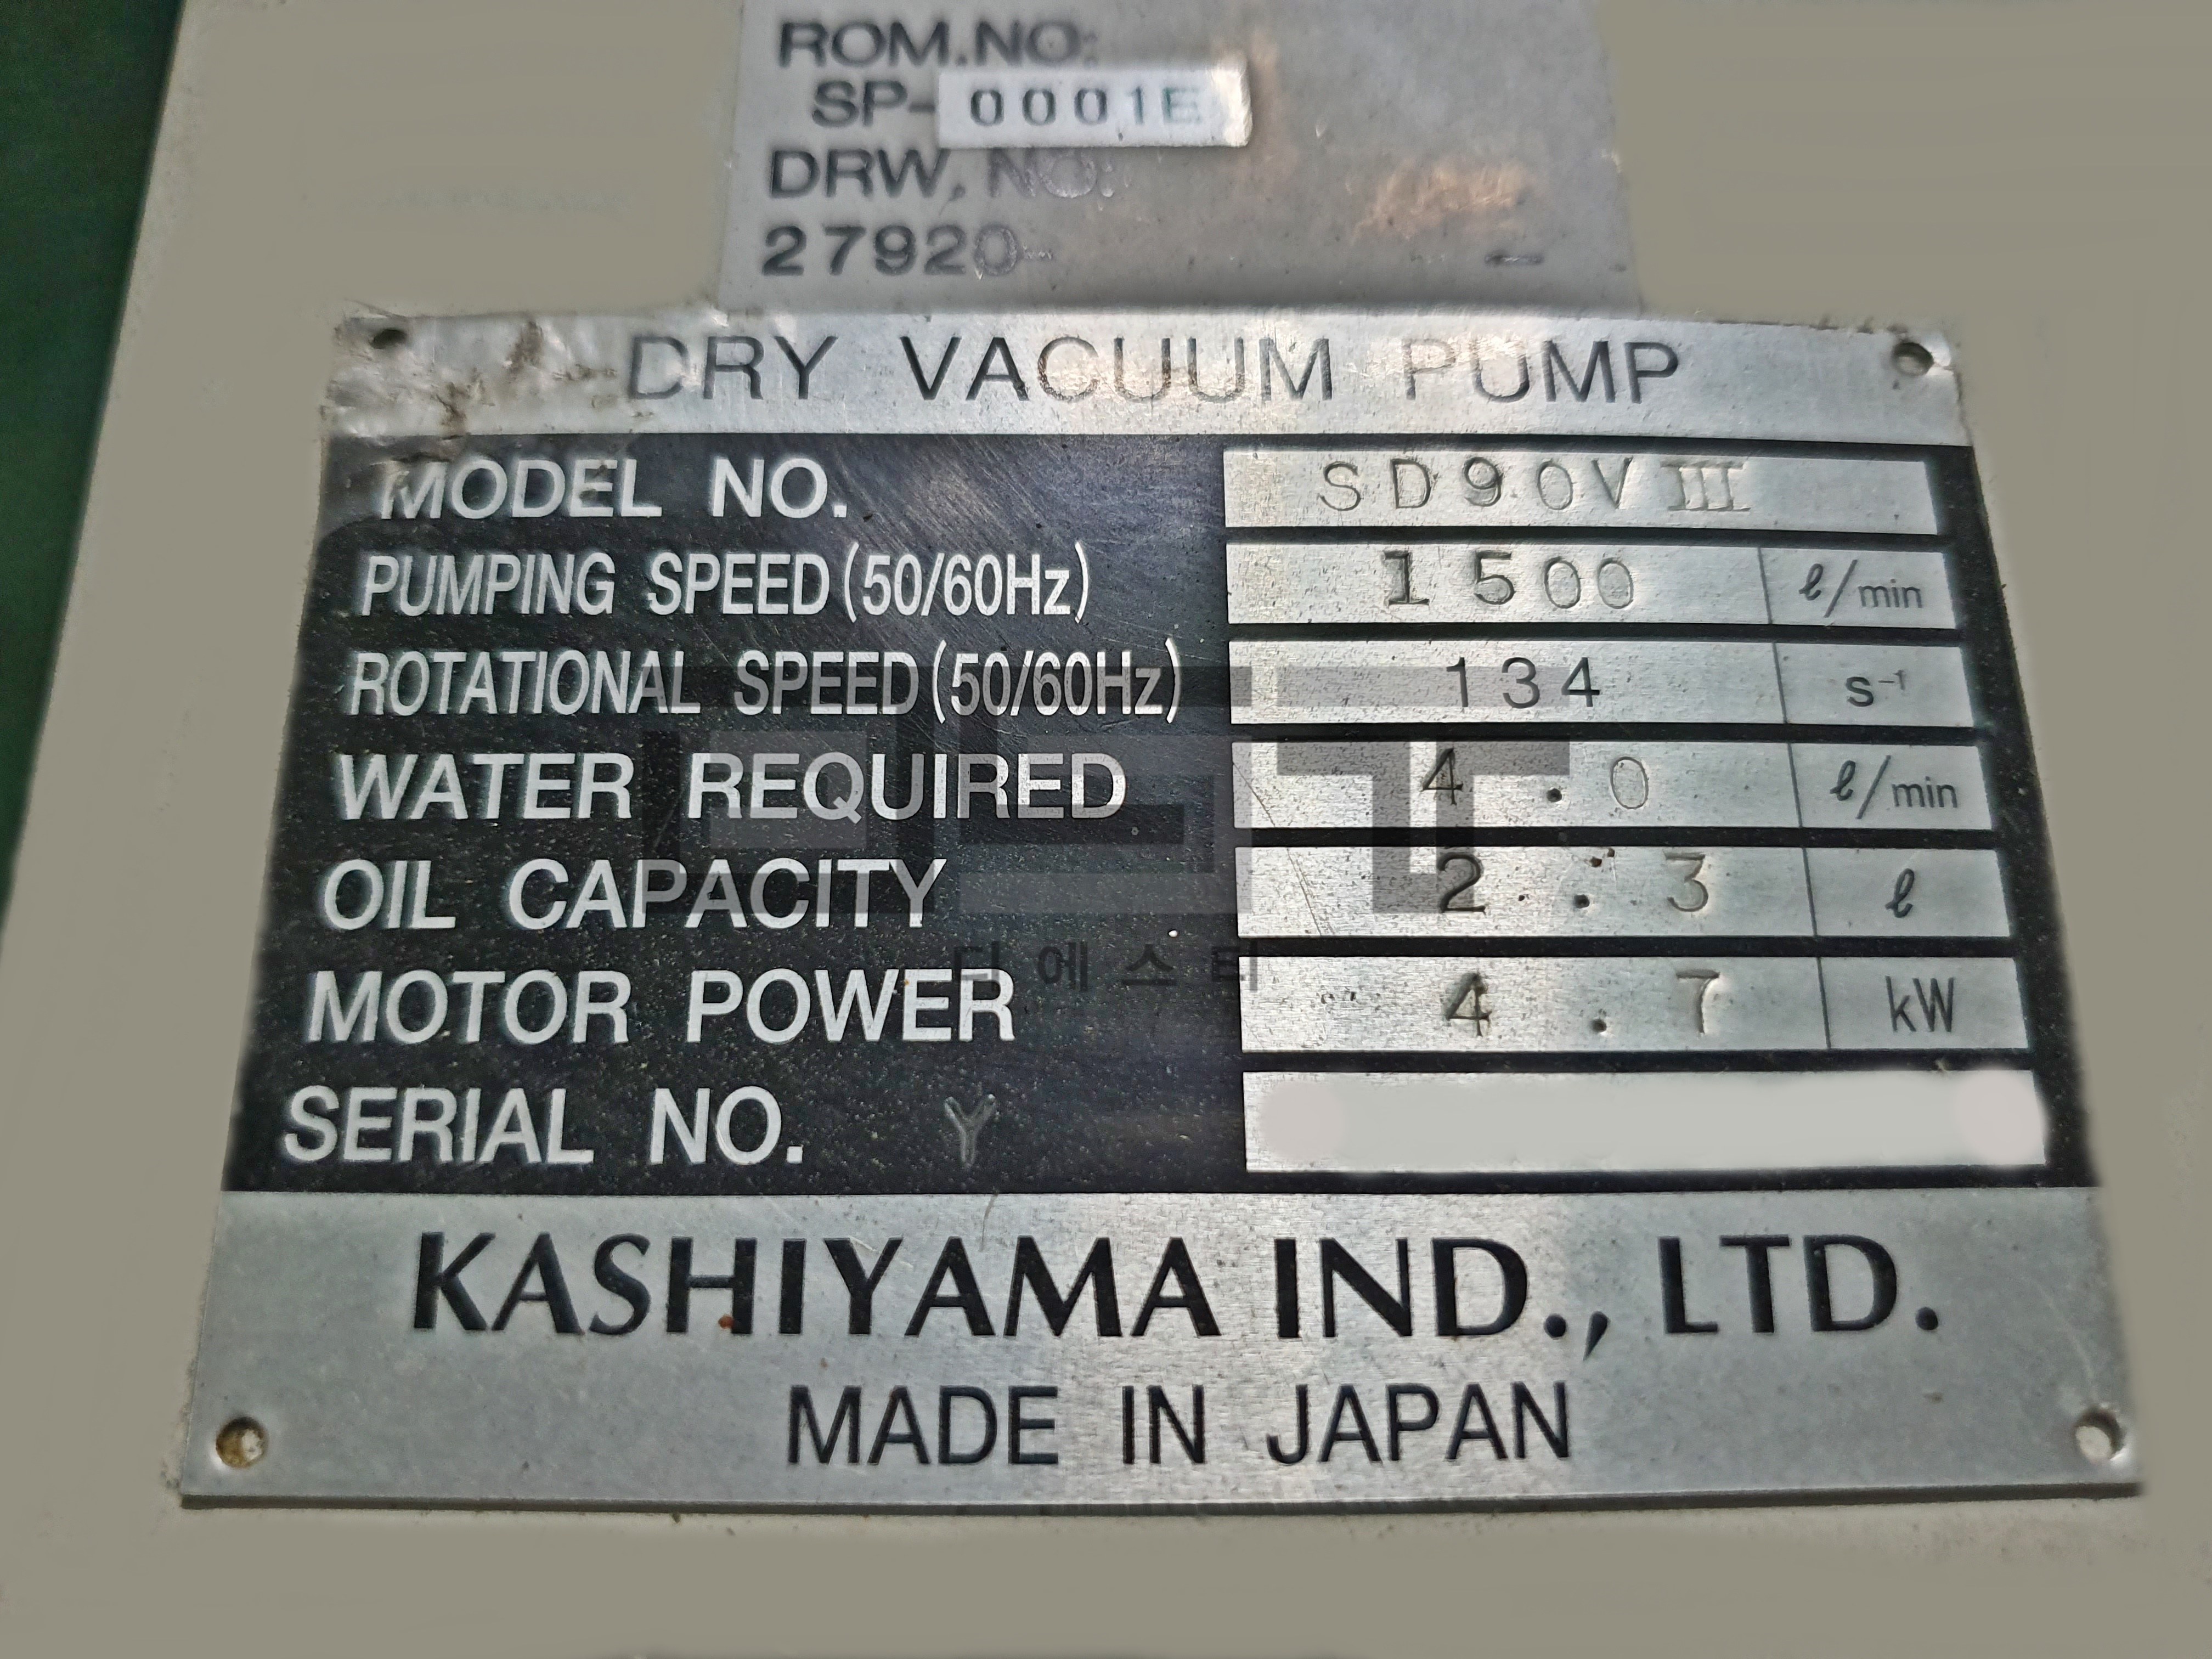 ROM.NO:
SP-0001E
DRW. NO:
27920- -
DRY VACUUM PUMP
MODEL NO. SD90VIII
PUMPING SPEED(50/60Hz) 1500 ℓ/min
ROTATIONAL SPEED(50/60Hz) 134 s⁻¹
WATER REQUIRED 4.0 ℓ/min
OIL CAPACITY 2.3 ℓ
DST
디에스티
MOTOR POWER 4.7 kW
SERIAL NO. Y
KASHIYAMA IND., LTD.
MADE IN JAPAN